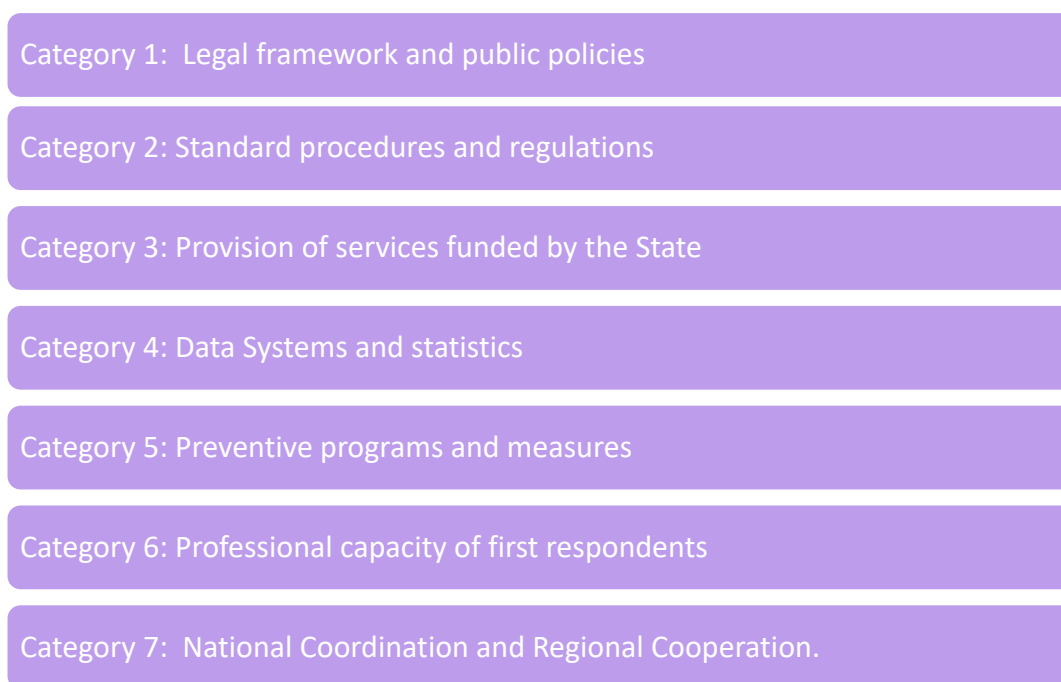 Category 1:  Legal framework and public policies
Category 2: Standard procedures and regulations
Category 3: Provision of services funded by the State
Category 4: Data Systems and statistics
Category 5: Preventive programs and measures
Category 6: Professional capacity of first respondents
Category 7:  National Coordination and Regional Cooperation.